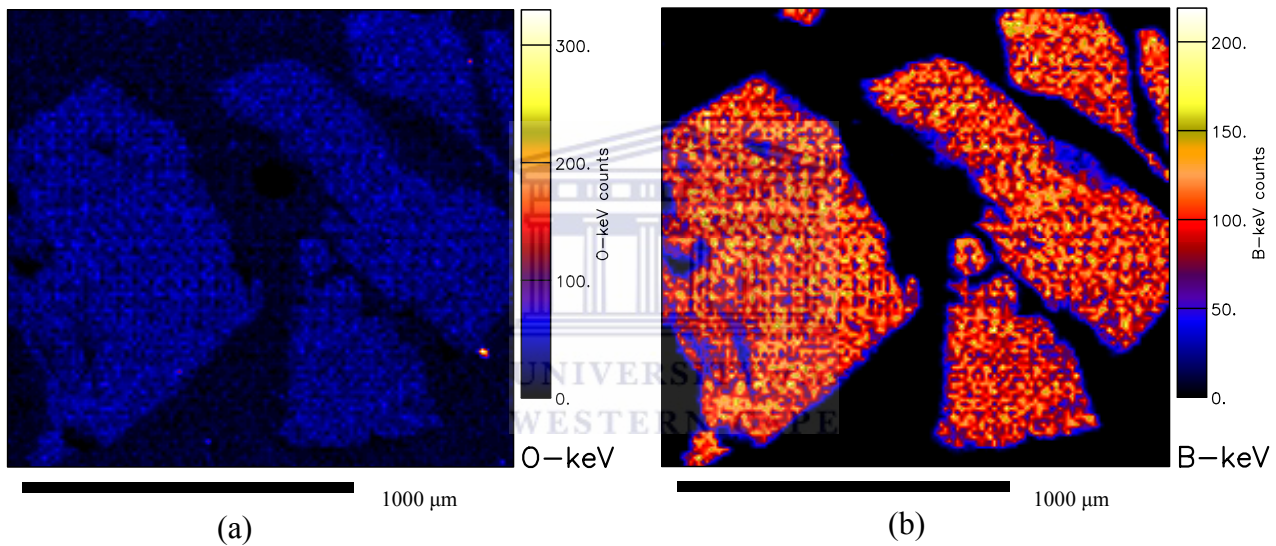 300.
200.
100.
0.
O-keV counts
O-keV
1000 μm
(a)
200.
150.
100.
50.
0.
B-keV counts
B-keV
1000 μm
(b)
UNIVERS
WESTERN CAPE